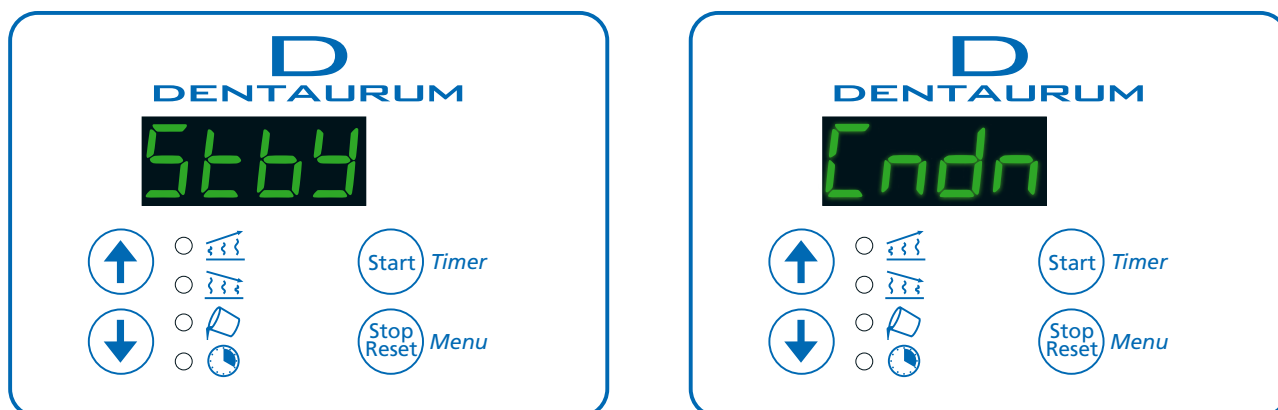 D
DENTAURUM
Stby
Start Timer
Stop
Reset Menu
D
DENTAURUM
Cndn
Start Timer
Stop
Reset Menu